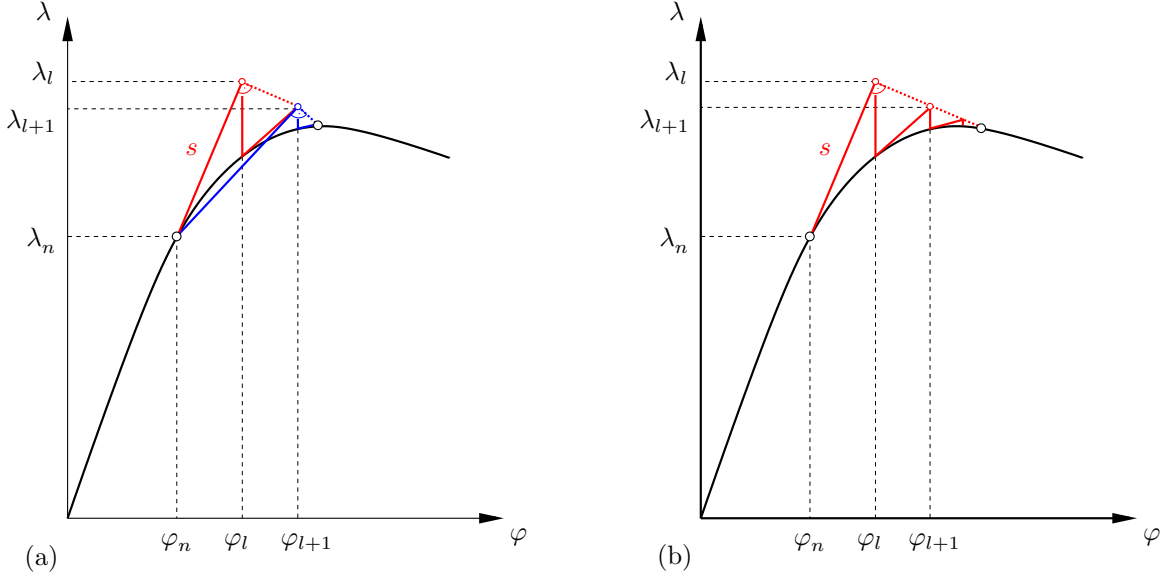 λ
λ_l
λ_{l+1}
s
λ_n
φ_n
φ_l
φ_{l+1}
φ
(a)
λ
λ_l
λ_{l+1}
s
λ_n
φ_n
φ_l
φ_{l+1}
φ
(b)